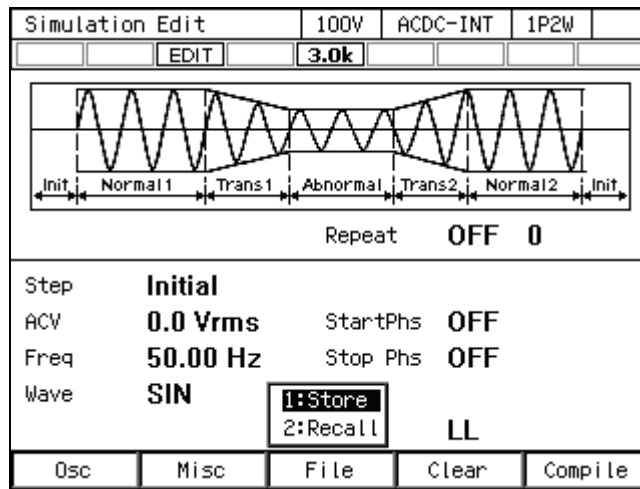 Simulation Edit 100V ACDC-INT 1P2W
EDIT 3.0k
Init Normal1 Trans1 Abnormal Trans2 Normal2 Init
Repeat OFF 0
Step Initial
ACV 0.0 Vrms StartPhs OFF
Freq 50.00 Hz Stop Phs OFF
Wave SIN
1:Store
2:Recall LL
Osc Misc File Clear Compile